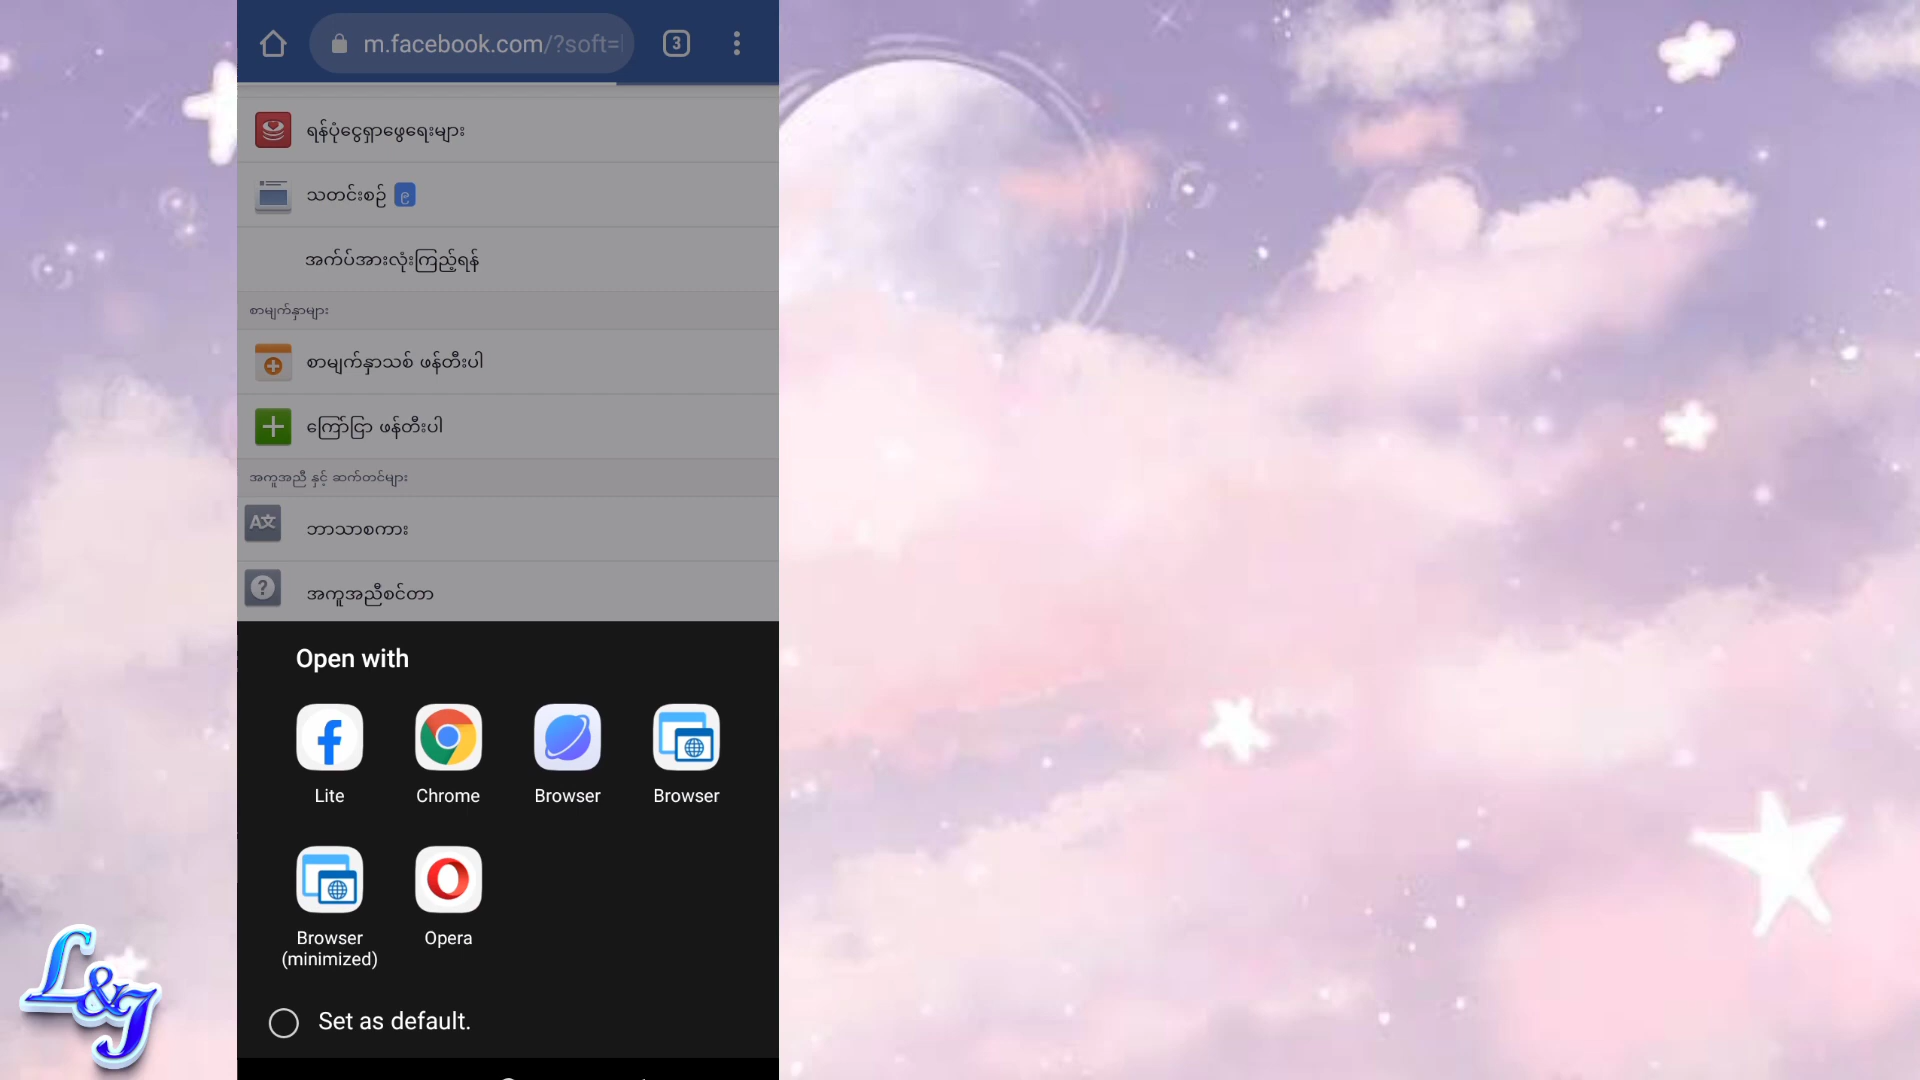 m.facebook.com/?soft=
3
ရန်ပုံငွေရှာဖွေရေးများ
သတင်းစဉ် ၉
အက်ပ်အားလုံးကြည့်ရန်
စာမျက်နှာများ
စာမျက်နှာသစ် ဖန်တီးပါ
ကြော်ငြာ ဖန်တီးပါ
အကူအညီ နှင့် ဆက်တင်များ
ဘာသာစကား
အကူအညီစင်တာ
Open with
Lite Chrome Browser Browser
Browser (minimized) Opera
Set as default.
L&J